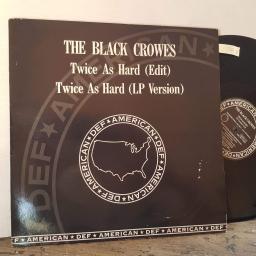 THE BLACK CROWES
Twice As Hard (Edit)
Twice As Hard (LP Version)
DEF ★ AMERICAN ★ DEF ★ AMERICAN
F ★ AMERICAN ★ DEF ★ AMERICAN ★ DEF ★ AMERICAN ★ DEF